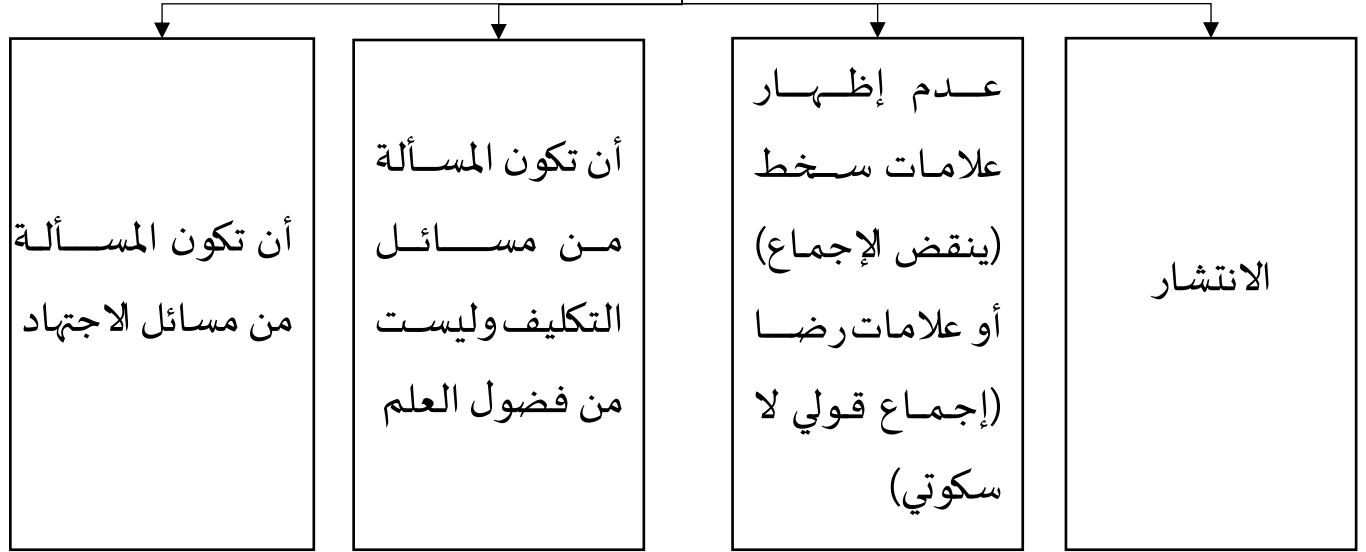 الانتشار
عدم إظهار
علامات سخط
(ينقض الإجماع)
أو علامات رضا
(إجماع قولي لا
سكوتي)
أن تكون المسألة
من مسائل
التكليف وليست
من فضول العلم
أن تكون المسألة
من مسائل الاجتهاد